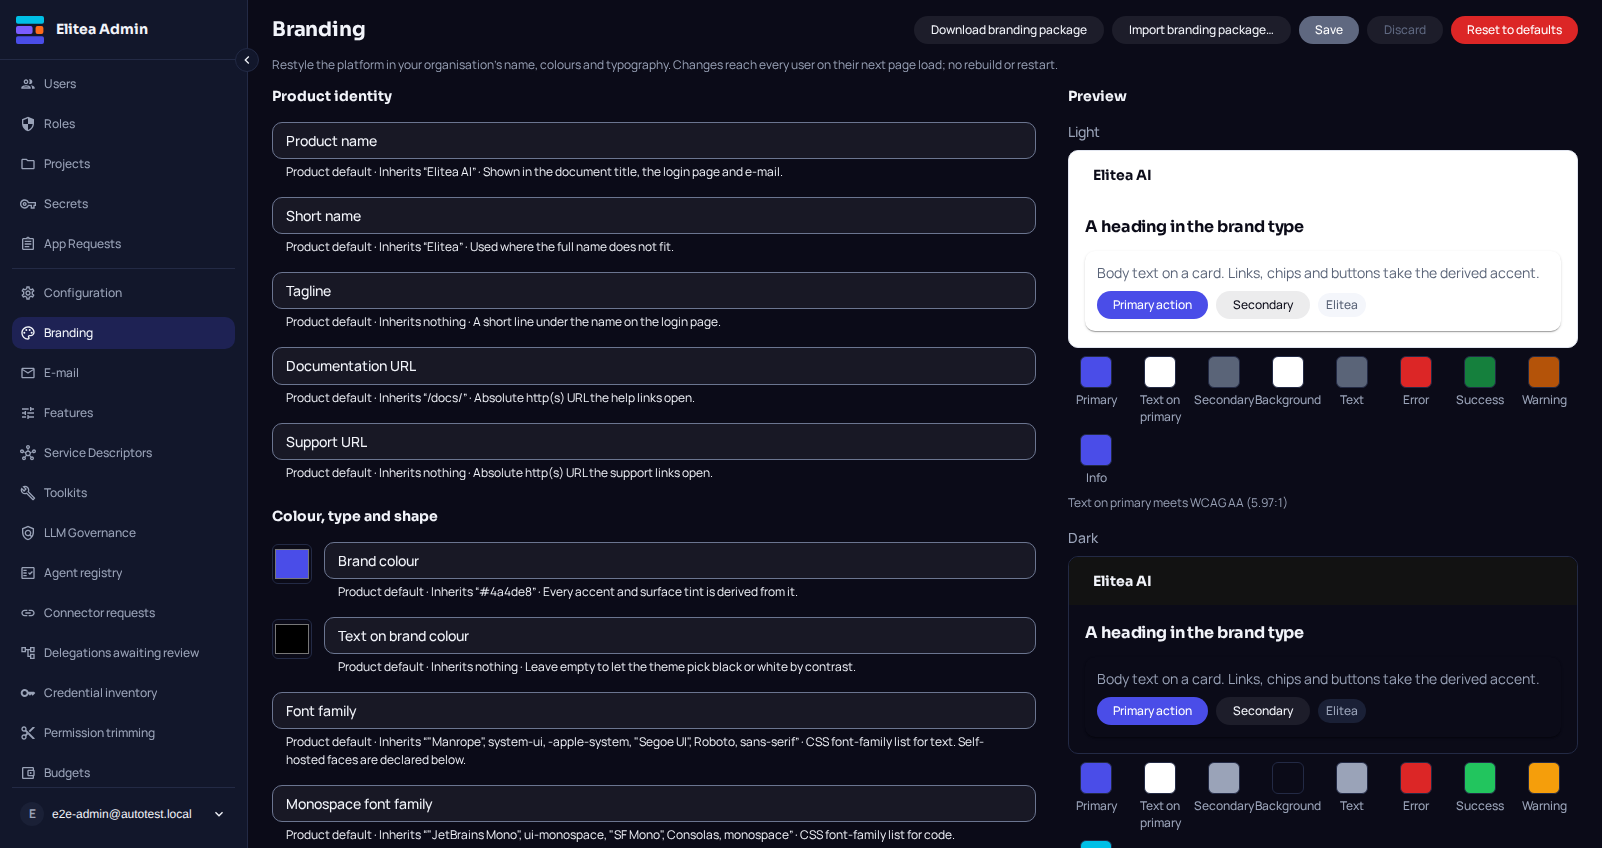 Elitea Admin
Users
Roles
Projects
Secrets
App Requests
Configuration
Branding
E-mail
Features
Service Descriptors
Toolkits
LLM Governance
Agent registry
Connector requests
Delegations awaiting review
Credential inventory
Permission trimming
Budgets
E
e2e-admin@autotest.local
Branding
Download branding package
Import branding package...
Save
Discard
Reset to defaults
Restyle the platform in your organisation's name, colours and typography. Changes reach every user on their next page load; no rebuild or restart.
Product identity
Product name
Product default · Inherits "Elitea AI" · Shown in the document title, the login page and e-mail.
Short name
Product default · Inherits "Elitea" · Used where the full name does not fit.
Tagline
Product default · Inherits nothing · A short line under the name on the login page.
Documentation URL
Product default · Inherits "/docs/" · Absolute http(s) URL the help links open.
Support URL
Product default · Inherits nothing · Absolute http(s) URL the support links open.
Colour, type and shape
Brand colour
Product default · Inherits "#4a4de8" · Every accent and surface tint is derived from it.
Text on brand colour
Product default · Inherits nothing · Leave empty to let the theme pick black or white by contrast.
Font family
Product default · Inherits ""Manrope", system-ui, -apple-system, "Segoe UI", Roboto, sans-serif" · CSS font-family list for text. Self-
hosted faces are declared below.
Monospace font family
Product default · Inherits ""JetBrains Mono", ui-monospace, "SF Mono", Consolas, monospace" · CSS font-family list for code.
Preview
Light
Elitea AI
A heading in the brand type
Body text on a card. Links, chips and buttons take the derived accent.
Primary action
Secondary
Elitea
Primary
Text on
primary
Secondary
Background
Text
Error
Success
Warning
Info
Text on primary meets WCAG AA (5.97:1)
Dark
Elitea AI
A heading in the brand type
Body text on a card. Links, chips and buttons take the derived accent.
Primary action
Secondary
Elitea
Primary
Text on
primary
Secondary
Background
Text
Error
Success
Warning